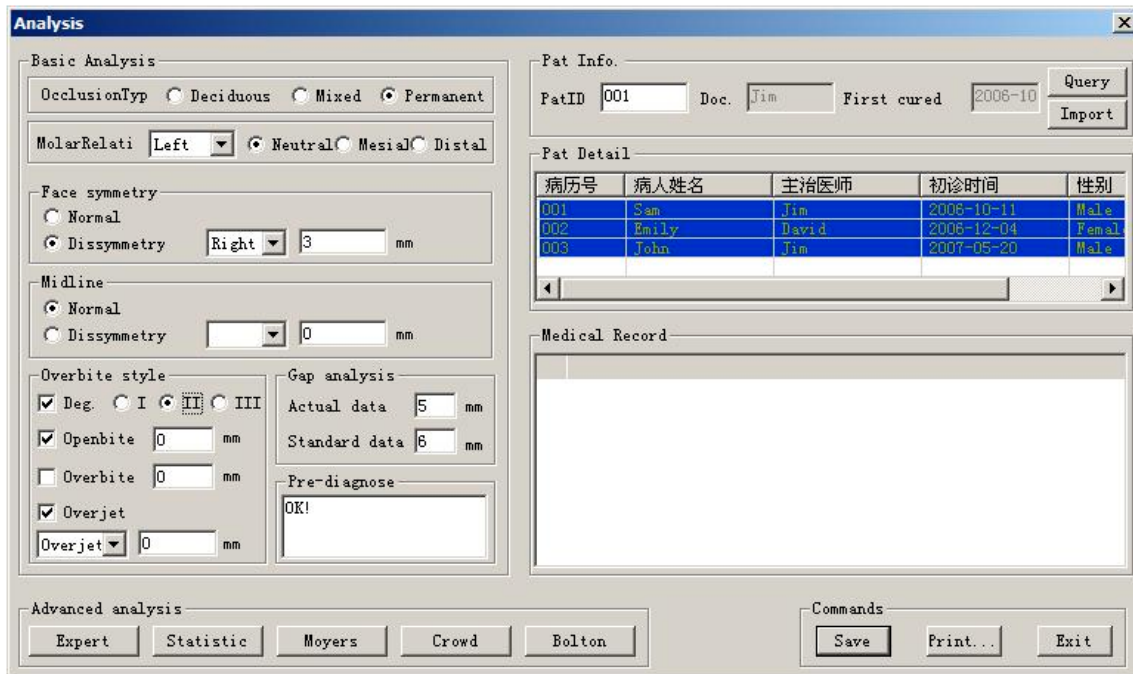 Analysis
Basic Analysis
OcclusionTyp Deciduous Mixed Permanent
MolarRelati Left Neutral Mesial Distal
Face symmetry
Normal
Dissymmetry Right 3 mm
Midline
Normal
Dissymmetry 0 mm
Overbite style
Deg. I II III
Openbite 0 mm
Overbite 0 mm
Overjet
Overjet 0 mm
Gap analysis
Actual data 5 mm
Standard data 6 mm
Pre-diagnose
OK!
Pat Info.
PatID 001 Doc. Jim First cured 2006-10
Query
Import
Pat Detail
病历号 病人姓名 主治医师 初诊时间 性别
001 Sam Jim 2006-10-11 Male
002 Emily David 2006-12-04 Femal
003 John Jim 2007-05-20 Male
Medical Record
Advanced analysis
Expert Statistic Moyers Crowd Bolton
Commands
Save Print... Exit